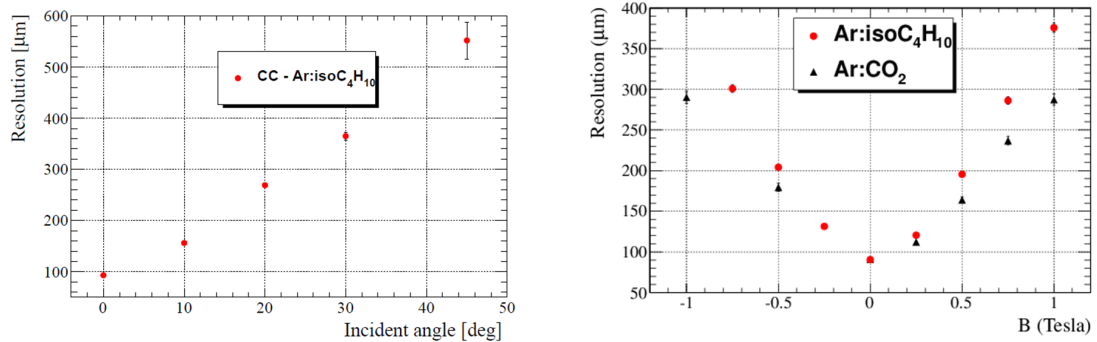 Resolution [μm]
600
500
400
300
200
100
CC - Ar:isoC4H10
0 10 20 30 40 50
Incident angle [deg]
Resolution (μm)
400
350
300
250
200
150
100
50
Ar:isoC4H10
Ar:CO2
-1 -0.5 0 0.5 1
B (Tesla)